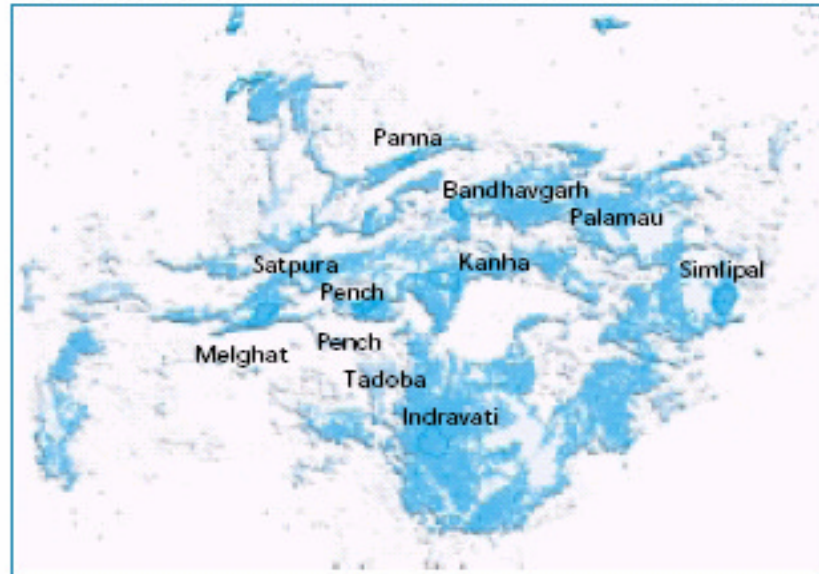 Panna
Bandhavgarh
Palamau
Satpura
Kanha
Simlipal
Pench
Pench
Melghat
Tadoba
Indravati